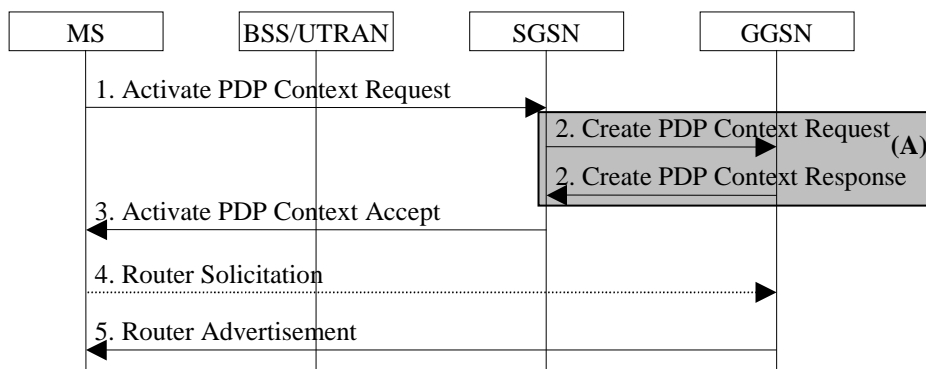 MS BSS/UTRAN SGSN GGSN
1. Activate PDP Context Request
2. Create PDP Context Request
(A)
2. Create PDP Context Response
3. Activate PDP Context Accept
4. Router Solicitation
5. Router Advertisement